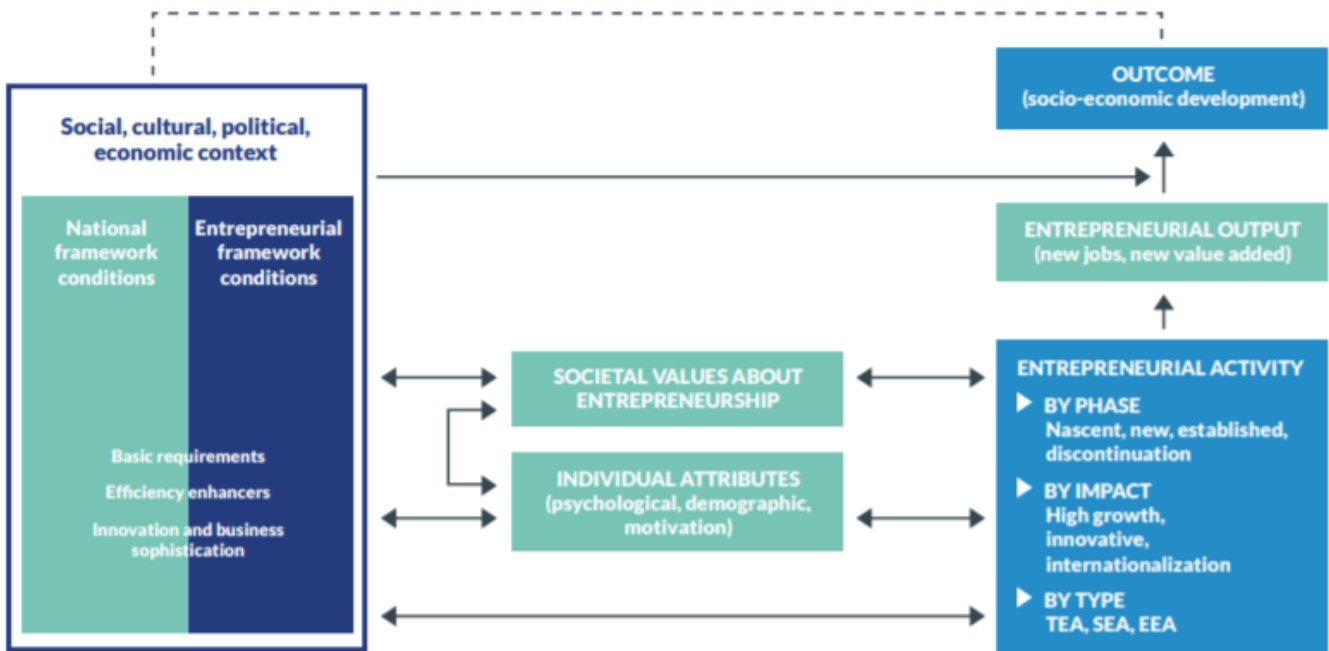 Social, cultural, political,
economic context
National
framework
conditions
Entrepreneurial
framework
conditions
Basic requirements
Efficiency enhancers
Innovation and business
sophistication
SOCIETAL VALUES ABOUT
ENTREPRENEURSHIP
INDIVIDUAL ATTRIBUTES
(psychological, demographic,
motivation)
OUTCOME
(socio-economic development)
ENTREPRENEURIAL OUTPUT
(new jobs, new value added)
ENTREPRENEURIAL ACTIVITY
BY PHASE
Nascent, new, established,
discontinuation
BY IMPACT
High growth,
innovative,
internationalization
BY TYPE
TEA, SEA, EEA